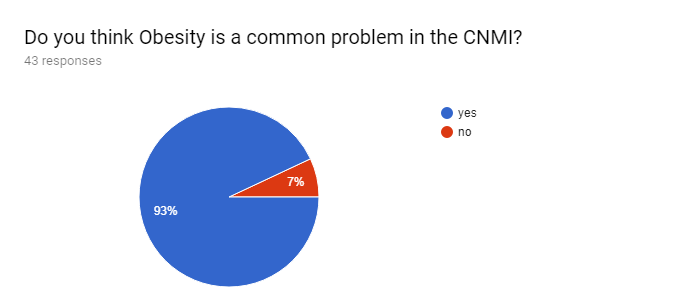 Do you think Obesity is a common problem in the CNMI?
43 responses
yes
no
7%
93%